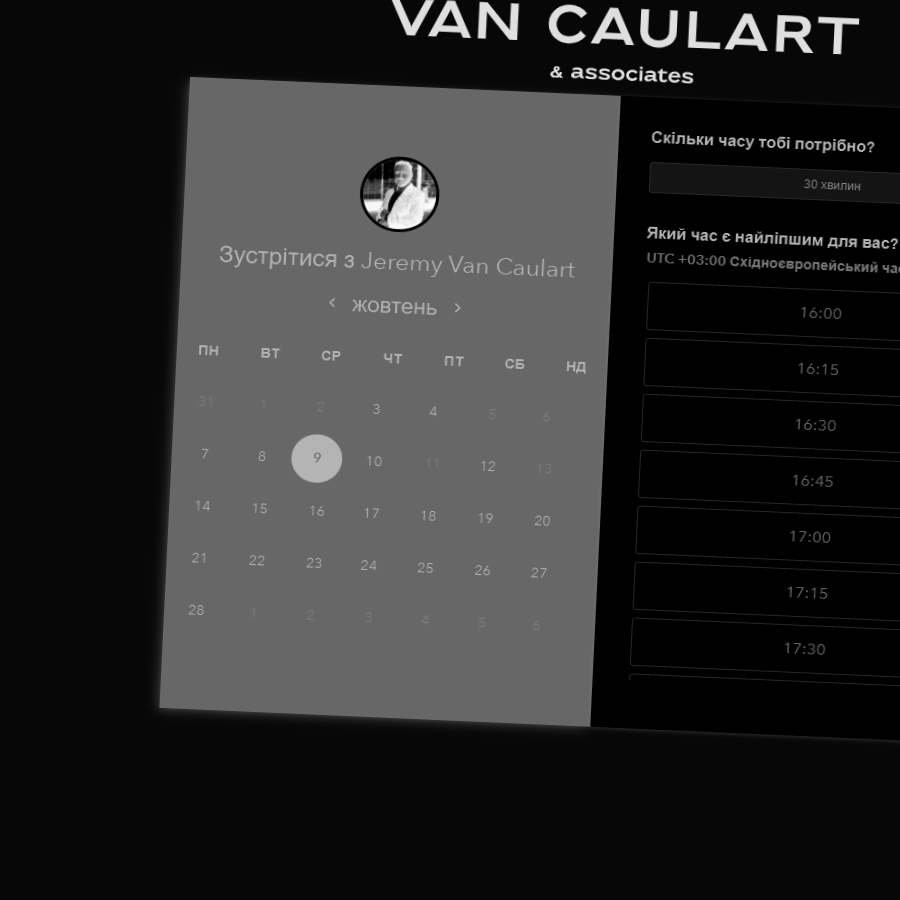 VAN CAULART
& associates
Зустрітися з Jeremy Van Caulart
‹ жовтень ›
ПН ВТ СР ЧТ ПТ СБ НД
31 1 2 3 4 5 6
7 8 9 10 11 12 13
14 15 16 17 18 19 20
21 22 23 24 25 26 27
28 1 2 3 4 5 6
Скільки часу тобі потрібно?
30 хвилин
Який час є найліпшим для вас?
UTC +03:00 Східноєвропейський
16:00
16:15
16:30
16:45
17:00
17:15
17:30